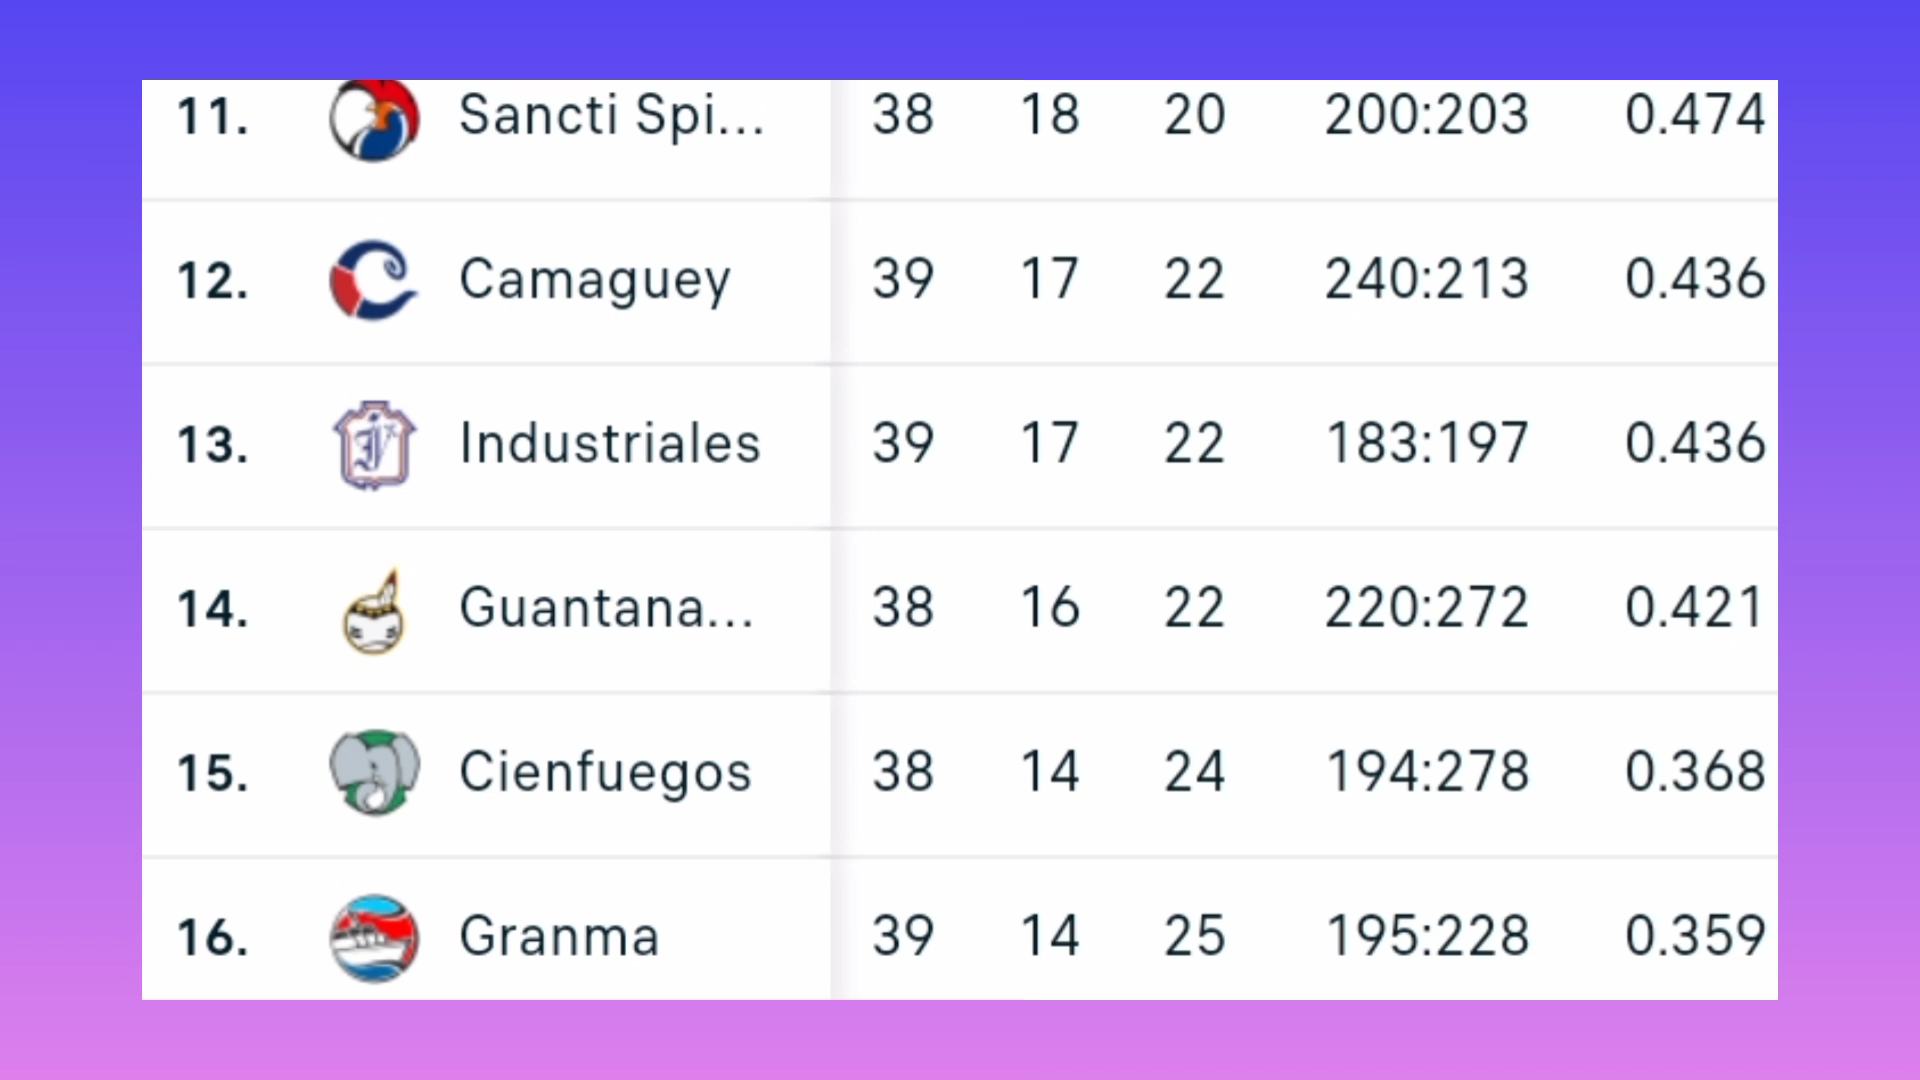 11. Sancti Spi... 38 18 20 200:203 0.474
12. Camaguey 39 17 22 240:213 0.436
13. Industriales 39 17 22 183:197 0.436
14. Guantana... 38 16 22 220:272 0.421
15. Cienfuegos 38 14 24 194:278 0.368
16. Granma 39 14 25 195:228 0.359